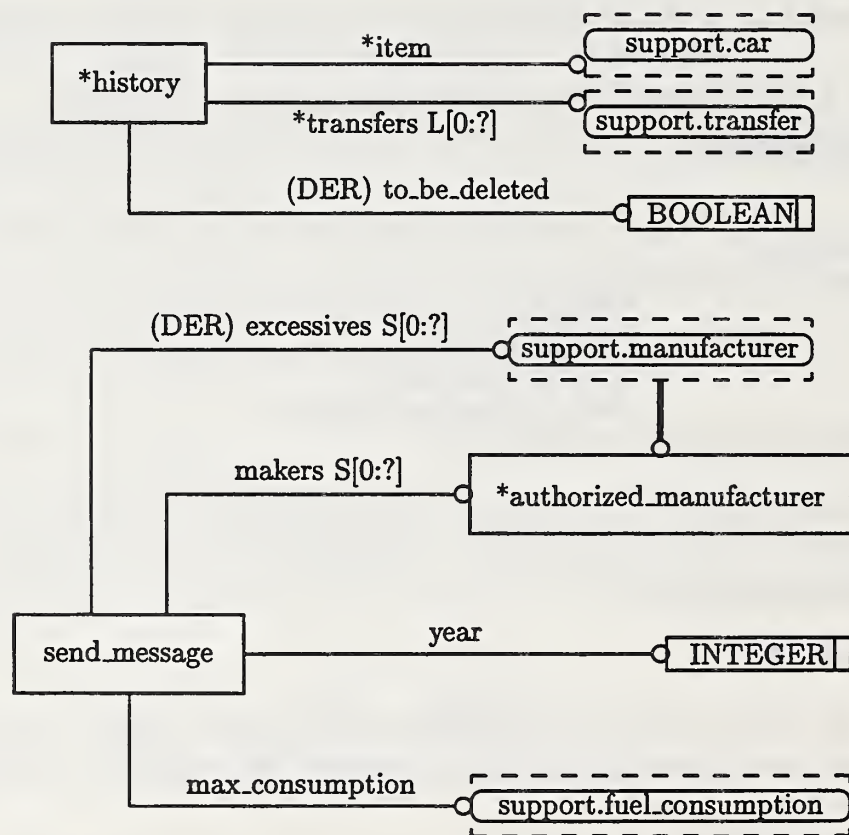 *item
support.car
*history
*transfers L[0:?]
support.transfer
(DER) to_be_deleted
BOOLEAN
(DER) excessives S[0:?]
support.manufacturer
makers S[0:?]
*authorized_manufacturer
year
send_message
INTEGER
max_consumption
support.fuel_consumption